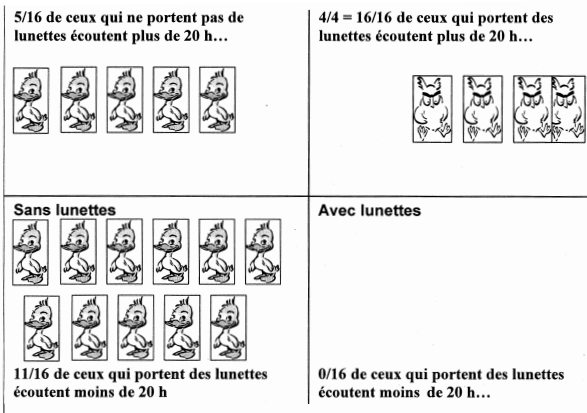 5/16 de ceux qui ne portent pas de
lunettes écoutent plus de 20 h…
4/4 = 16/16 de ceux qui portent des
lunettes écoutent plus de 20 h…
Sans lunettes
Avec lunettes
11/16 de ceux qui portent des lunettes
écoutent moins de 20 h
0/16 de ceux qui portent des lunettes
écoutent moins de 20 h…